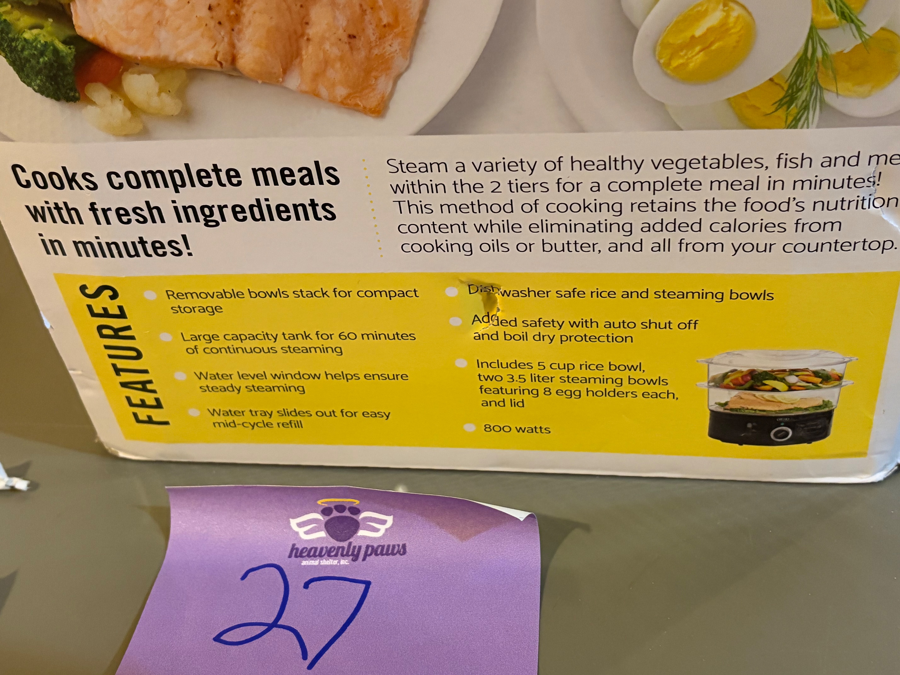 Cooks complete meals
with fresh ingredients
in minutes!
Steam a variety of healthy vegetables, fish and me
within the 2 tiers for a complete meal in minutes!
This method of cooking retains the food's nutrition
content while eliminating added calories from
cooking oils or butter, and all from your countertop.
FEATURES
Removable bowls stack for compact
storage
Large capacity tank for 60 minutes
of continuous steaming
Water level window helps ensure
steady steaming
Water tray slides out for easy
mid-cycle refill
Dishwasher safe rice and steaming bowls
Added safety with auto shut off
and boil dry protection
Includes 5 cup rice bowl,
two 3.5 liter steaming bowls
featuring 8 egg holders each,
and lid
800 watts
heavenly paws
animal shelter, inc.
27